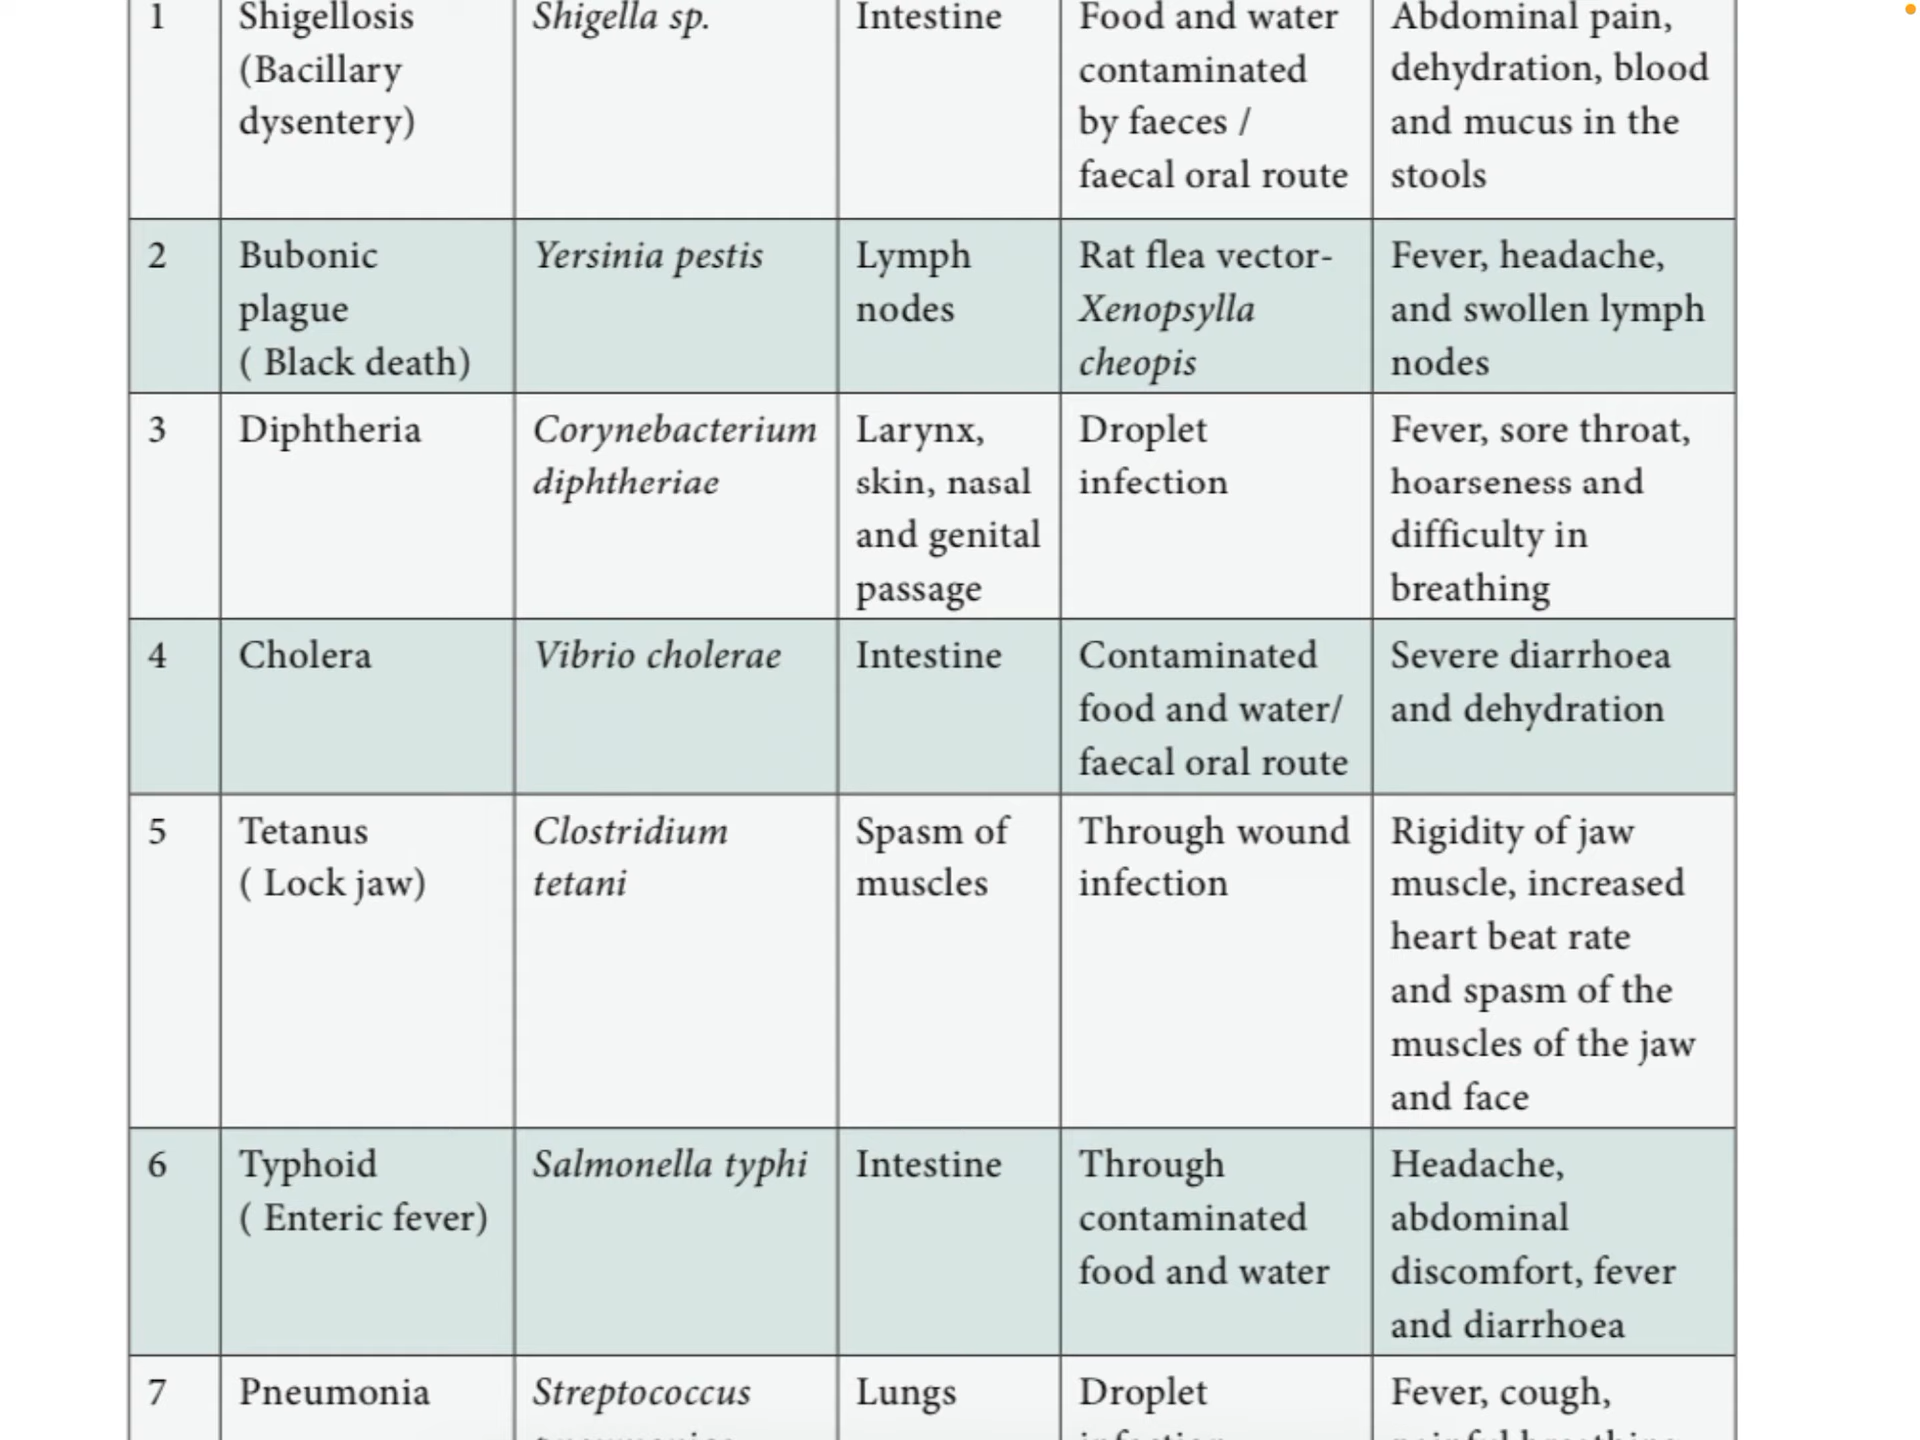 1
Shigellosis
(Bacillary
dysentery)
Shigella sp.
Intestine
Food and water
contaminated
by faeces /
faecal oral route
Abdominal pain,
dehydration, blood
and mucus in the
stools
2
Bubonic
plague
( Black death)
Yersinia pestis
Lymph
nodes
Rat flea vector-
Xenopsylla
cheopis
Fever, headache,
and swollen lymph
nodes
3
Diphtheria
Corynebacterium
diphtheriae
Larynx,
skin, nasal
and genital
passage
Droplet
infection
Fever, sore throat,
hoarseness and
difficulty in
breathing
4
Cholera
Vibrio cholerae
Intestine
Contaminated
food and water/
faecal oral route
Severe diarrhoea
and dehydration
5
Tetanus
( Lock jaw)
Clostridium
tetani
Spasm of
muscles
Through wound
infection
Rigidity of jaw
muscle, increased
heart beat rate
and spasm of the
muscles of the jaw
and face
6
Typhoid
( Enteric fever)
Salmonella typhi
Intestine
Through
contaminated
food and water
Headache,
abdominal
discomfort, fever
and diarrhoea
7
Pneumonia
Streptococcus
Lungs
Droplet
Fever, cough,